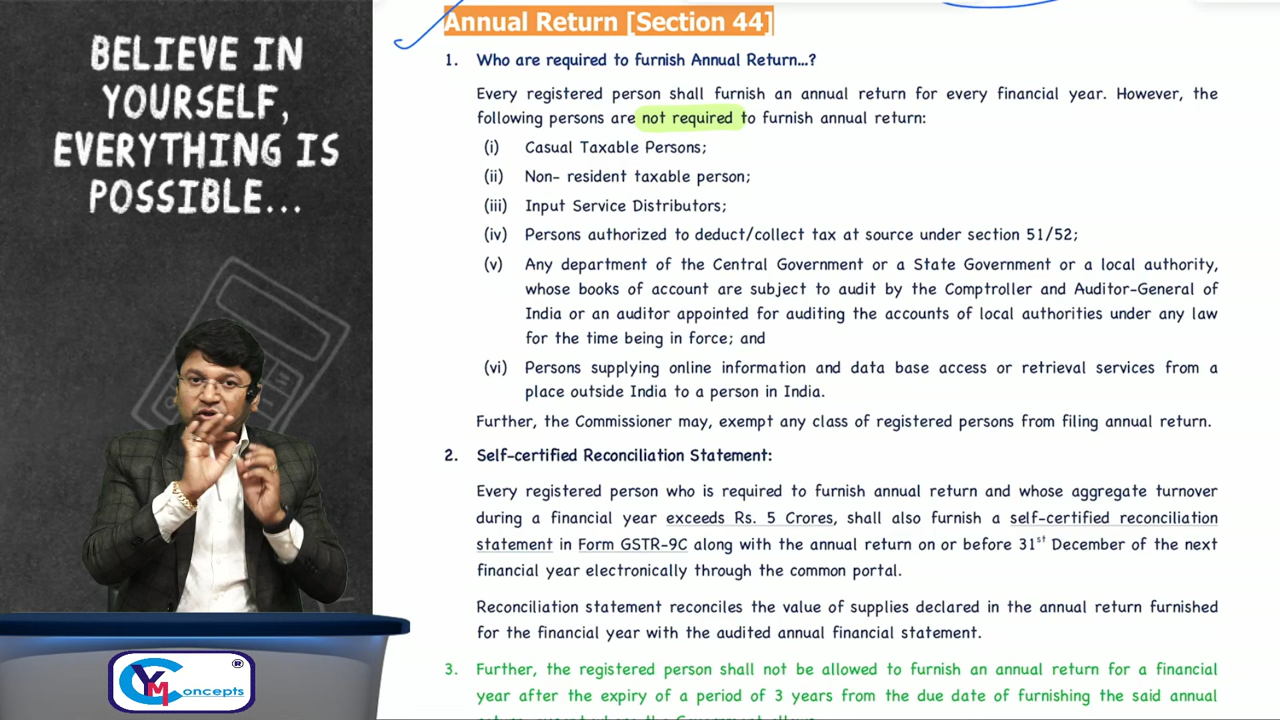 BELIEVE IN
YOURSELF,
EVERYTHING IS
POSSIBLE...
Annual Return [Section 44]
1. Who are required to furnish Annual Return...?
Every registered person shall furnish an annual return for every financial year. However, the
following persons are not required to furnish annual return:
(i) Casual Taxable Persons;
(ii) Non- resident taxable person;
(iii) Input Service Distributors;
(iv) Persons authorized to deduct/collect tax at source under section 51/52;
(v) Any department of the Central Government or a State Government or a local authority,
whose books of account are subject to audit by the Comptroller and Auditor-General of
India or an auditor appointed for auditing the accounts of local authorities under any law
for the time being in force; and
(vi) Persons supplying online information and data base access or retrieval services from a
place outside India to a person in India.
Further, the Commissioner may, exempt any class of registered persons from filing annual return.
2. Self-certified Reconciliation Statement:
Every registered person who is required to furnish annual return and whose aggregate turnover
during a financial year exceeds Rs. 5 Crores, shall also furnish a self-certified reconciliation
statement in Form GSTR-9C along with the annual return on or before 31st December of the next
financial year electronically through the common portal.
Reconciliation statement reconciles the value of supplies declared in the annual return furnished
for the financial year with the audited annual financial statement.
3. Further, the registered person shall not be allowed to furnish an annual return for a financial
year after the expiry of a period of 3 years from the due date of furnishing the said annual
YM Concepts ®